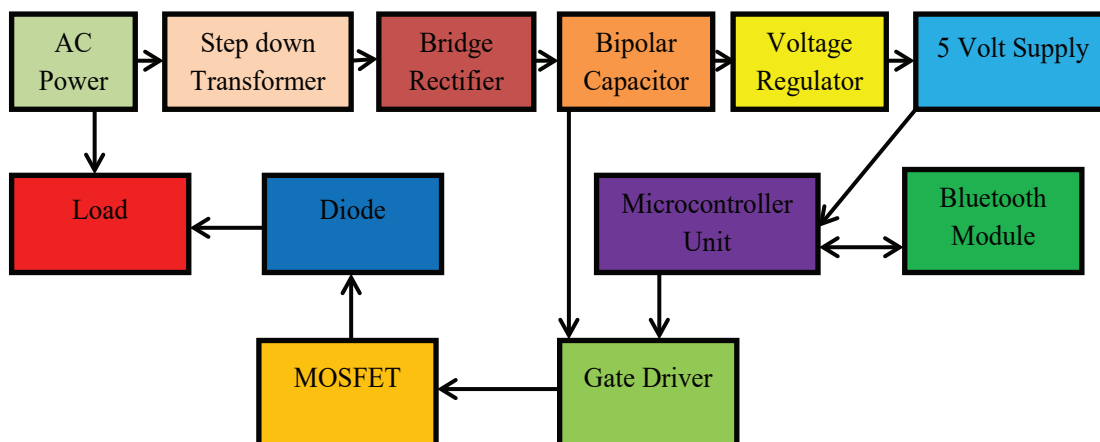 AC
Power
Step down
Transformer
Bridge
Rectifier
Bipolar
Capacitor
Voltage
Regulator
5 Volt Supply
Load
Diode
Microcontroller
Unit
Bluetooth
Module
MOSFET
Gate Driver